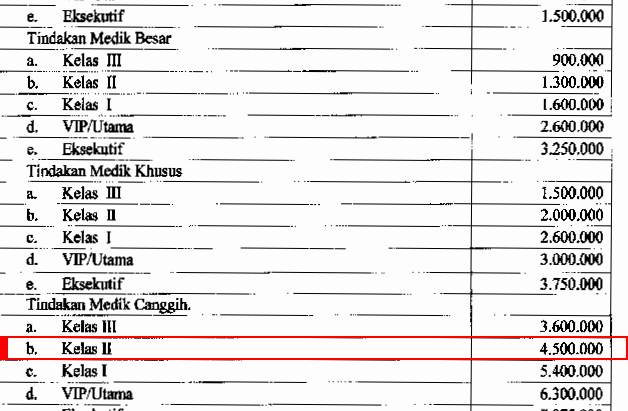 e. Eksekutif 1.500.000
Tindakan Medik Besar
a. Kelas III 900.000
b. Kelas II 1.300.000
c. Kelas I 1.600.000
d. VIP/Utama 2.600.000
e. Eksekutif 3.250.000
Tindakan Medik Khusus
a. Kelas III 1.500.000
b. Kelas II 2.000.000
c. Kelas I 2.600.000
d. VIP/Utama 3.000.000
e. Eksekutif 3.750.000
Tindakan Medik Canggih.
a. Kelas III 3.600.000
b. Kelas II 4.500.000
c. Kelas I 5.400.000
d. VIP/Utama 6.300.000